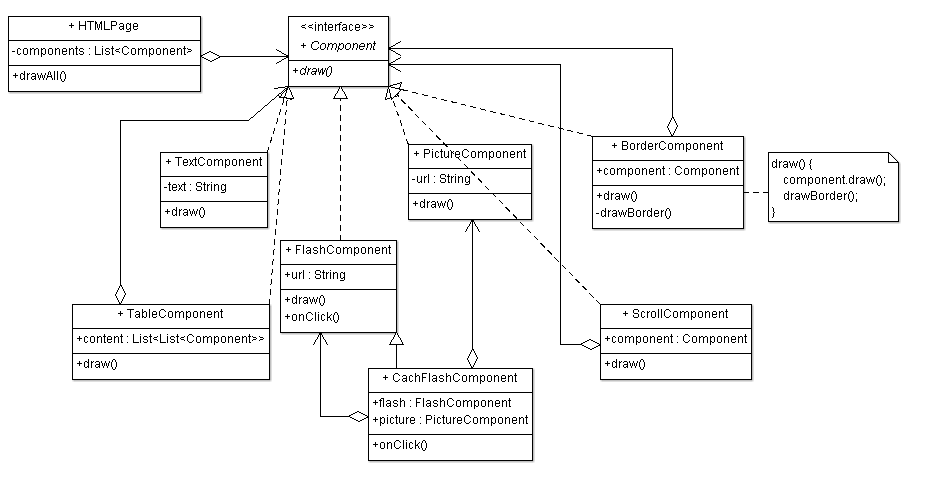 + HTMLPage
-components : List<Component>
+drawAll()
<<interface>>
+ Component
+draw()
+ TextComponent
-text : String
+draw()
+ PictureComponent
-url : String
+draw()
+ BorderComponent
+component : Component
+draw()
-drawBorder()
draw() {
component.draw();
drawBorder();
}
+ FlashComponent
+url : String
+draw()
+onClick()
+ TableComponent
+content : List<List<Component>>
+draw()
+ ScrollComponent
+component : Component
+draw()
+ CachFlashComponent
+flash : FlashComponent
+picture : PictureComponent
+onClick()